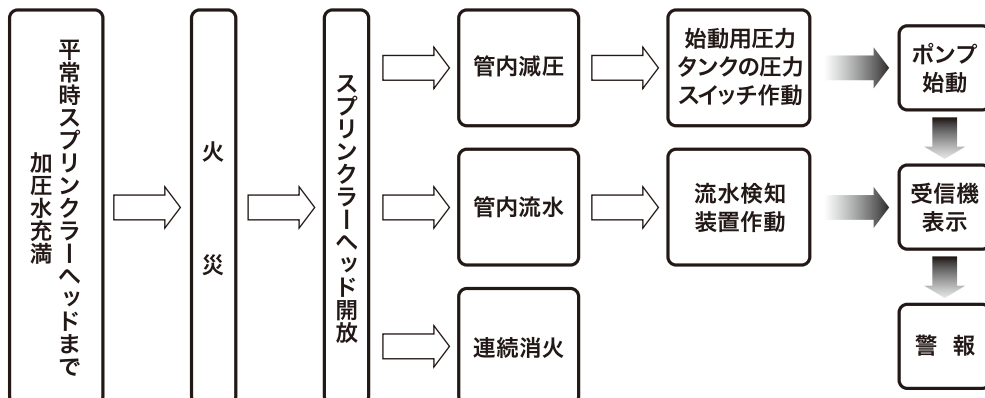 平常時スプリンクラーヘッドまで
加圧水充満
火災
スプリンクラーヘッド開放
管内減圧
始動用圧力
タンクの圧力
スイッチ作動
ポンプ
始動
管内流水
流水検知
装置作動
受信機
表示
連続消火
警報